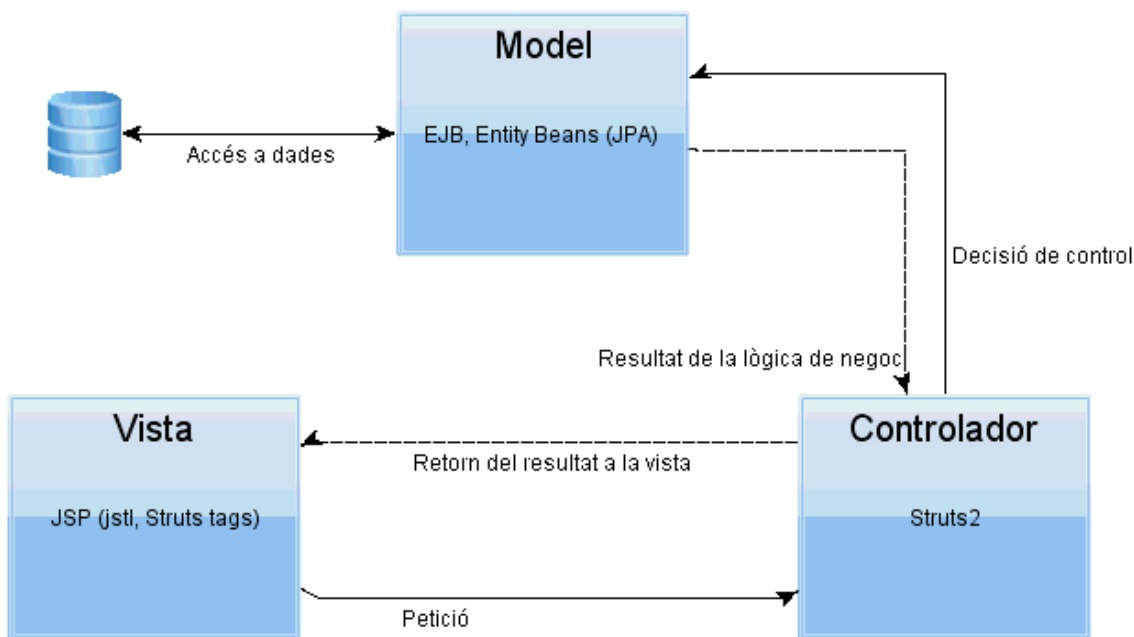 Model
EJB, Entity Beans (JPA)
Accés a dades
Decisió de control
Resultat de la lògica de negoc
Vista
JSP (jstl, Struts tags)
Retorn del resultat a la vista
Controlador
Struts2
Petició